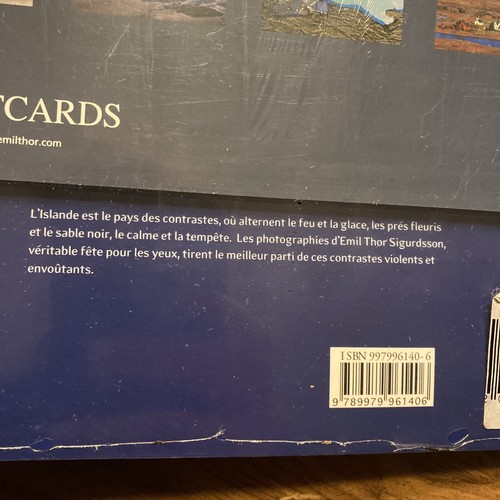 TCARDS
emilthor.com
L'Islande est le pays des contrastes, où alternent le feu et la glace, les prés fleuris
et le sable noir, le calme et la tempête. Les photographies d'Emil Thor Sigurdsson,
véritable fête pour les yeux, tirent le meilleur parti de ces contrastes violents et
envoûtants.
ISBN 997996140-6
9 789979 961406